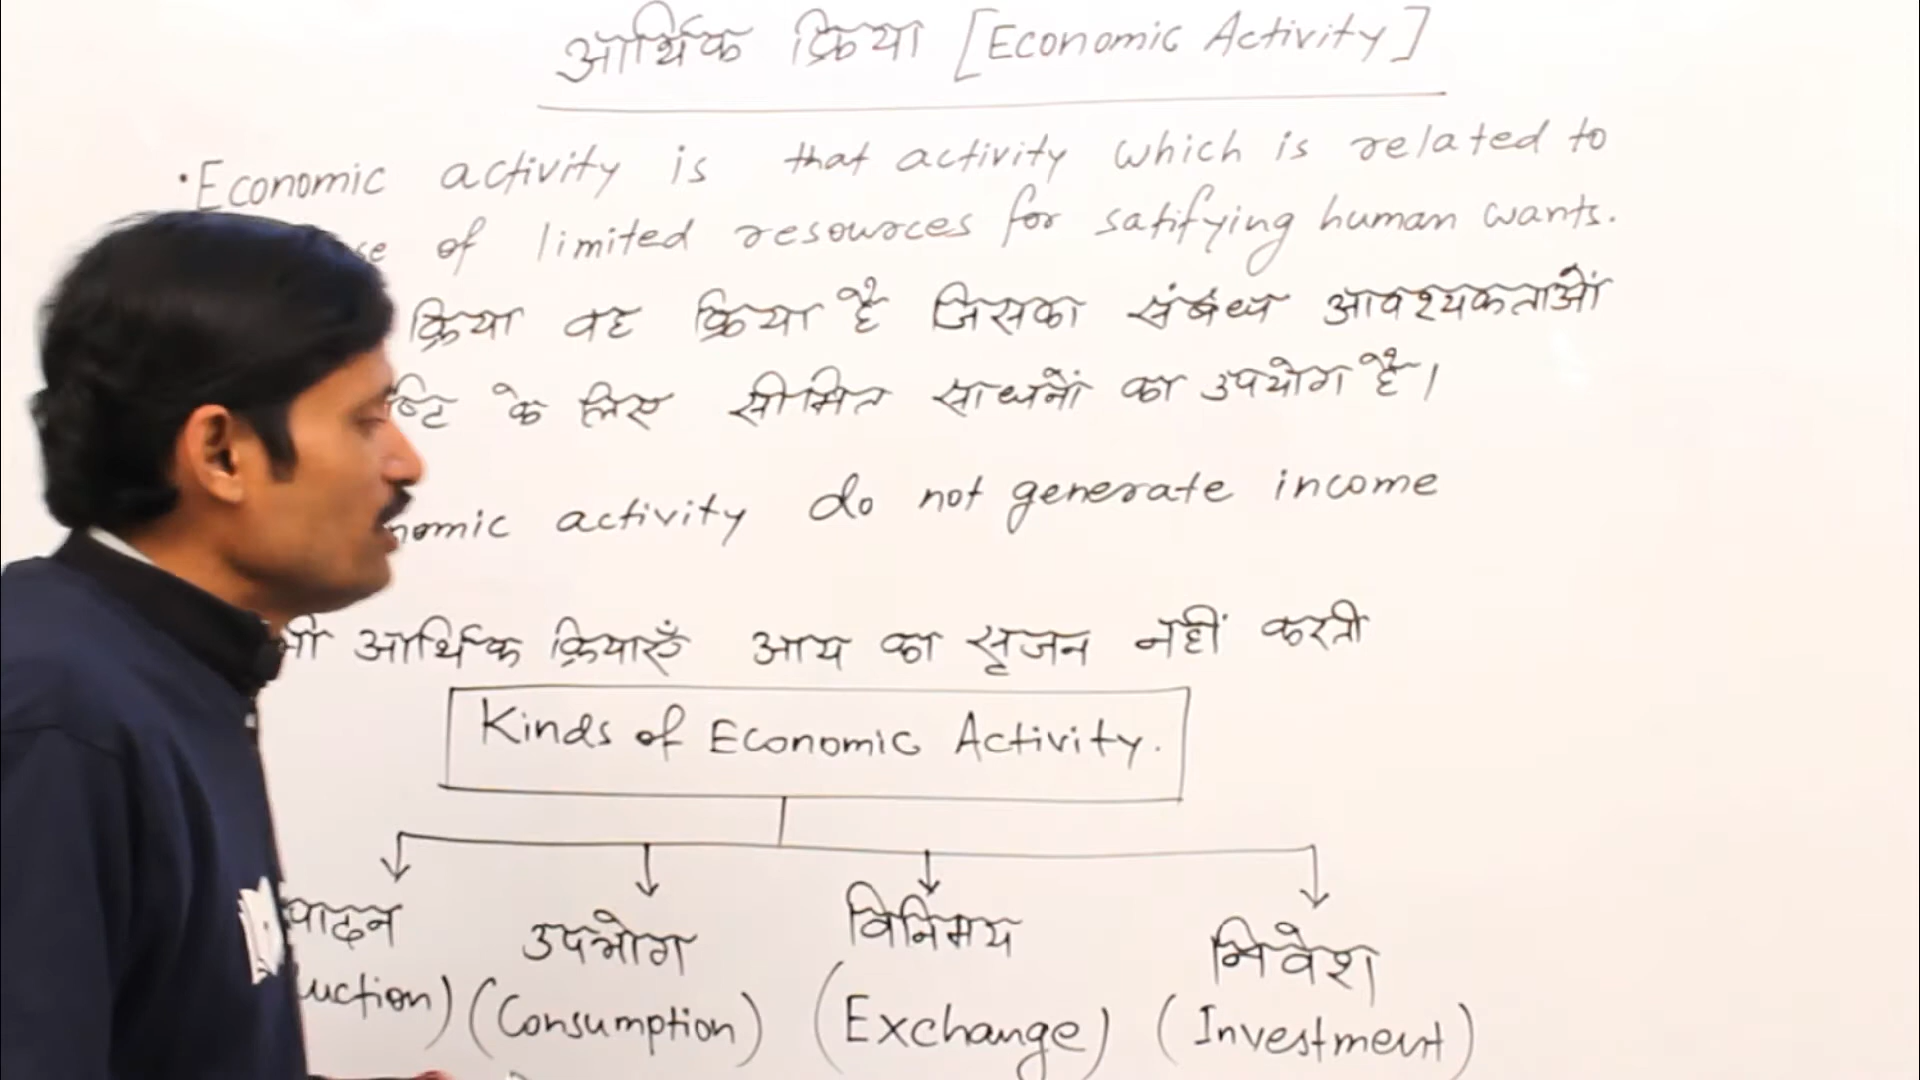 आर्थिक क्रिया [Economic Activity]
• Economic activity is that activity which is related to
of limited resources for satifying human wants.
क्रिया वह क्रिया है जिसका संबंध आवश्यकताओं
के लिए सीमित साधनों का उपयोग है।
activity do not generate income
आर्थिक क्रियाएँ आय का सृजन नहीं करती
Kinds of Economic Activity.
उपभोग विनिमय निवेश
(Consumption) (Exchange) (Investment)